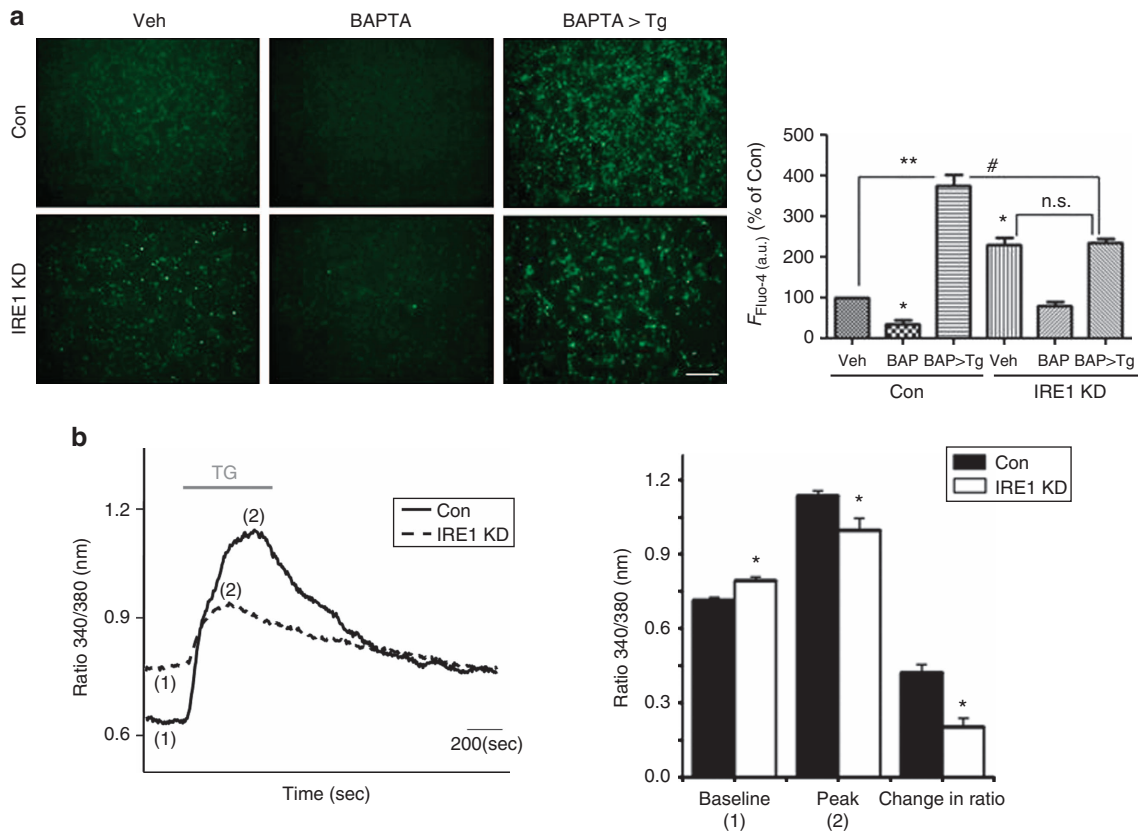 a
Veh
BAPTA
BAPTA > Tg
Con
IRE1 KD
F Fluo-4 (a.u.) (% of Con)
500
400
300
200
100
0
**
#
*
n.s.
*
Veh
BAP
BAP>Tg
Veh
BAP
BAP>Tg
Con
IRE1 KD
b
TG
Con
IRE1 KD
Ratio 340/380 (nm)
1.2
0.9
0.6
(2)
(2)
(1)
(1)
200(sec)
Time (sec)
Con
IRE1 KD
Ratio 340/380 (nm)
1.2
0.9
0.6
0.3
0.0
*
*
*
Baseline
(1)
Peak
(2)
Change in ratio